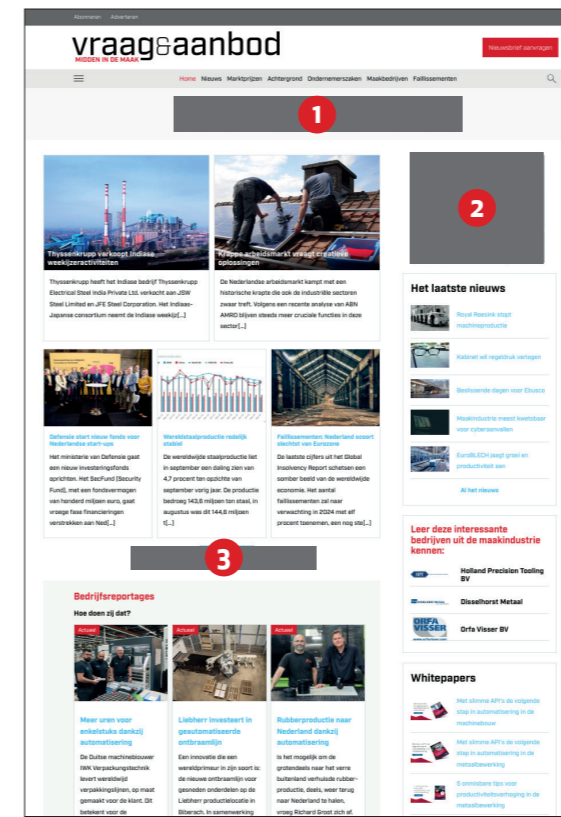 Abonneren Adverteren
vraag&aanbod
MIDDEN IN DE MAAK
Nieuwsbrief aanvragen
Home Nieuws Marktprijzen Achtergrond Ondernemerszaken Maakbedrijven Faillissementen
1
2
Thyssenkrupp verkoopt Indiase
weekijzeractiviteiten
Thyssenkrupp heeft het Indiase bedrijf Thyssenkrupp
Electrical Steel India Private Ltd. verkocht aan JSW
Steel Limited en JFE Steel Corporation. Het Indiaas-
Japanse consortium neemt de Indiase weekijz[...]
Krappe arbeidsmarkt vraagt creatieve
oplossingen
De Nederlandse arbeidsmarkt kampt met een
historische krapte die ook de industriële sectoren
zwaar treft. Volgens een recente analyse van ABN
AMRO blijven steeds meer cruciale functies in deze
sector[...]
Defensie start nieuw fonds voor
Nederlandse start-ups
Het ministerie van Defensie gaat
een nieuw investeringsfonds
oprichten. Het SecFund (Security
Fund), met een fondsvermogen
van honderd miljoen euro, gaat
vroege fase financieringen
verstrekken aan Ned[...]
Wereldstaalproductie redelijk
stabiel
De wereldwijde staalproductie liet
in september een daling zien van
4,7 procent ten opzichte van
september vorig jaar. De productie
bedroeg 143,6 miljoen ton staal, in
augustus was dit 144,8 miljoen
t[...]
Faillissementen: Nederland scoort
slechtst van Eurozone
De laatste cijfers uit het Global
Insolvency Report schetsen een
somber beeld van de wereldwijde
economie. Het aantal
faillissementen zal naar
verwachting in 2024 met elf
procent toenemen, een nog ste[...]
3
Het laatste nieuws
Royal Reesink stopt
machineproductie
Kabinet wil regeldruk verlagen
Beslissende dagen voor Ebusco
Maakindustrie meest kwetsbaar
voor cyberaanvallen
EuroBLECH jaagt groei en
productiviteit aan
Al het nieuws
Leer deze interessante
bedrijven uit de maakindustrie
kennen:
Holland Precision Tooling
BV
Disselhorst Metaal
ORFA
VISSER
Orfa Visser BV
Bedrijfsreportages
Hoe doen zij dat?
Actueel
Meer uren voor
enkelstuks dankzij
automatisering
De Duitse machinebouwer
IWK Verpackungstechnik
levert wereldwijd
verpakkingslijnen, op maat
gemaakt voor de klant. Dit
betekent voor de
Actueel
Liebherr investeert in
geautomatiseerde
ontbraamlijn
Een innovatie die een
wereldprimeur in zijn soort is:
de nieuwe ontbraamlijn voor
gesneden onderdelen op de
Liebherr productielocatie in
Biberach. In samenwerking
Actueel
Rubberproductie naar
Nederland dankzij
automatisering
Is het mogelijk om de
grotendeels naar het verre
buitenland verhuisde rubber-
productie, deels, weer terug
naar Nederland te halen,
vroeg Richard Groot zich af.
Whitepapers
Met slimme API's de volgende
stap in automatisering in de
machinebouw
Met slimme API's de volgende
stap in automatisering in de
metaalbewerking
6 onmisbare tips voor
productiviteitsverhoging in de
metaalbewerking